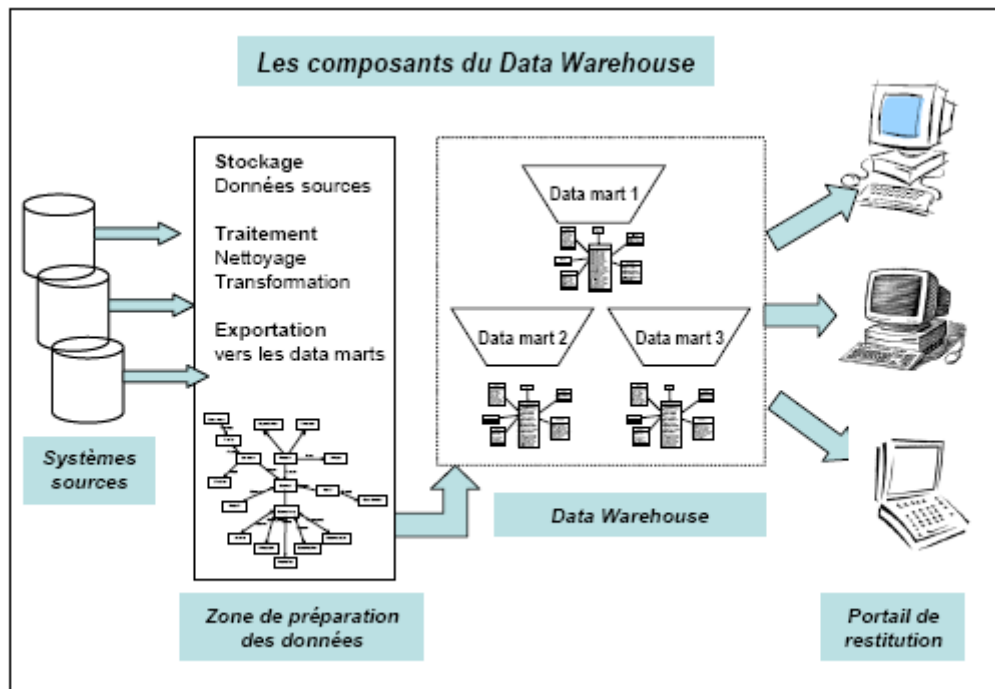 Les composants du Data Warehouse
Stockage
Données sources
Traitement
Nettoyage
Transformation
Exportation
vers les data marts
Data mart 1
Data mart 2
Data mart 3
Systèmes
sources
Zone de préparation
des données
Data Warehouse
Portail de
restitution